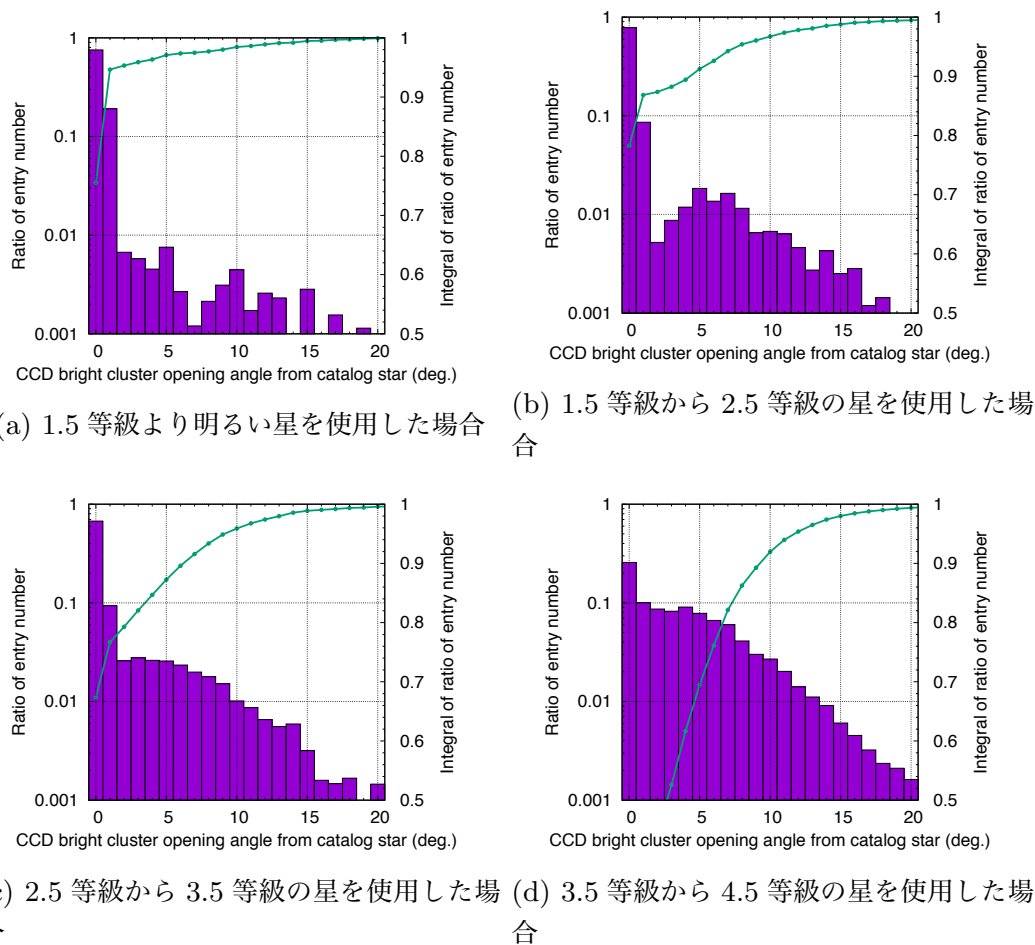 1
0.1
0.01
0.001
Ratio of entry number
1
0.9
0.8
0.7
0.6
0.5
Integral of ratio of entry number
0 5 10 15 20
CCD bright cluster opening angle from catalog star (deg.)
(a) 1.5 等級より明るい星を使用した場合
1
0.1
0.01
0.001
Ratio of entry number
1
0.9
0.8
0.7
0.6
0.5
Integral of ratio of entry number
0 5 10 15 20
CCD bright cluster opening angle from catalog star (deg.)
(b) 1.5 等級から 2.5 等級の星を使用した場
合
1
0.1
0.01
0.001
Ratio of entry number
1
0.9
0.8
0.7
0.6
0.5
Integral of ratio of entry number
0 5 10 15 20
CCD bright cluster opening angle from catalog star (deg.)
) 2.5 等級から 3.5 等級の星を使用した場
1
0.1
0.01
0.001
Ratio of entry number
1
0.9
0.8
0.7
0.6
0.5
Integral of ratio of entry number
0 5 10 15 20
CCD bright cluster opening angle from catalog star (deg.)
(d) 3.5 等級から 4.5 等級の星を使用した場
合